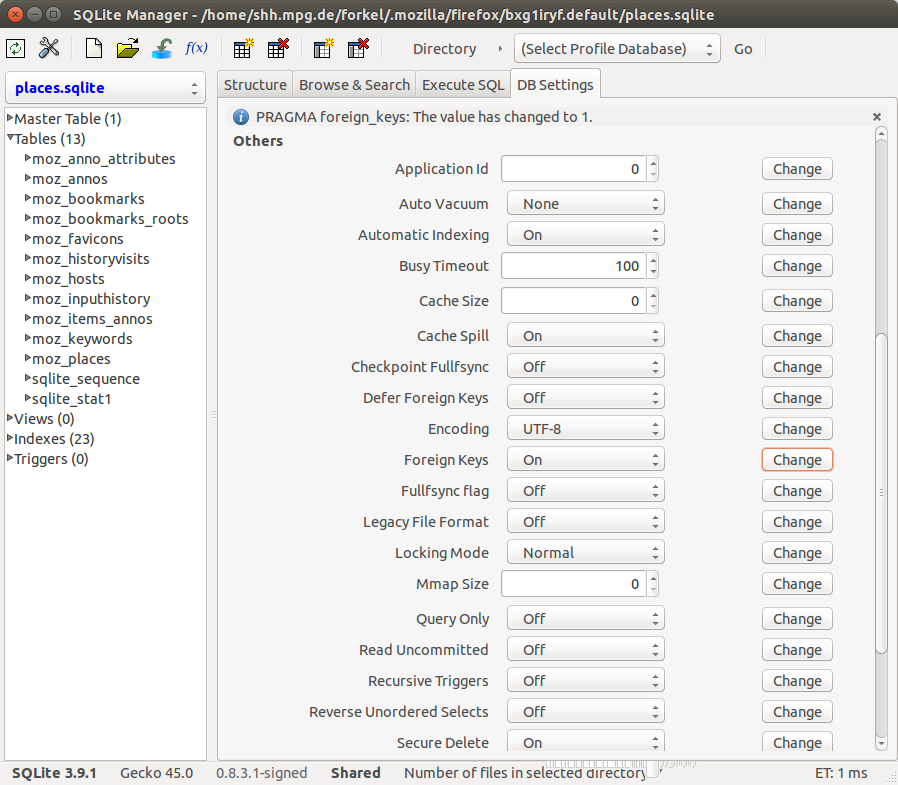 SQLite Manager - /home/shh.mpg.de/forkel/.mozilla/firefox/bxg1iryf.default/places.sqlite
f(x) Directory (Select Profile Database) Go
places.sqlite
Structure Browse & Search Execute SQL DB Settings
Master Table (1)
Tables (13)
moz_anno_attributes
moz_annos
moz_bookmarks
moz_bookmarks_roots
moz_favicons
moz_historyvisits
moz_hosts
moz_inputhistory
moz_items_annos
moz_keywords
moz_places
sqlite_sequence
sqlite_stat1
Views (0)
Indexes (23)
Triggers (0)
PRAGMA foreign_keys: The value has changed to 1.
Others
Application Id 0 Change
Auto Vacuum None Change
Automatic Indexing On Change
Busy Timeout 100 Change
Cache Size 0 Change
Cache Spill On Change
Checkpoint Fullfsync Off Change
Defer Foreign Keys Off Change
Encoding UTF-8 Change
Foreign Keys On Change
Fullfsync flag Off Change
Legacy File Format Off Change
Locking Mode Normal Change
Mmap Size 0 Change
Query Only Off Change
Read Uncommitted Off Change
Recursive Triggers Off Change
Reverse Unordered Selects Off Change
Secure Delete On Change
SQLite 3.9.1 Gecko 45.0 0.8.3.1-signed Shared Number of files in selected directory ET: 1 ms